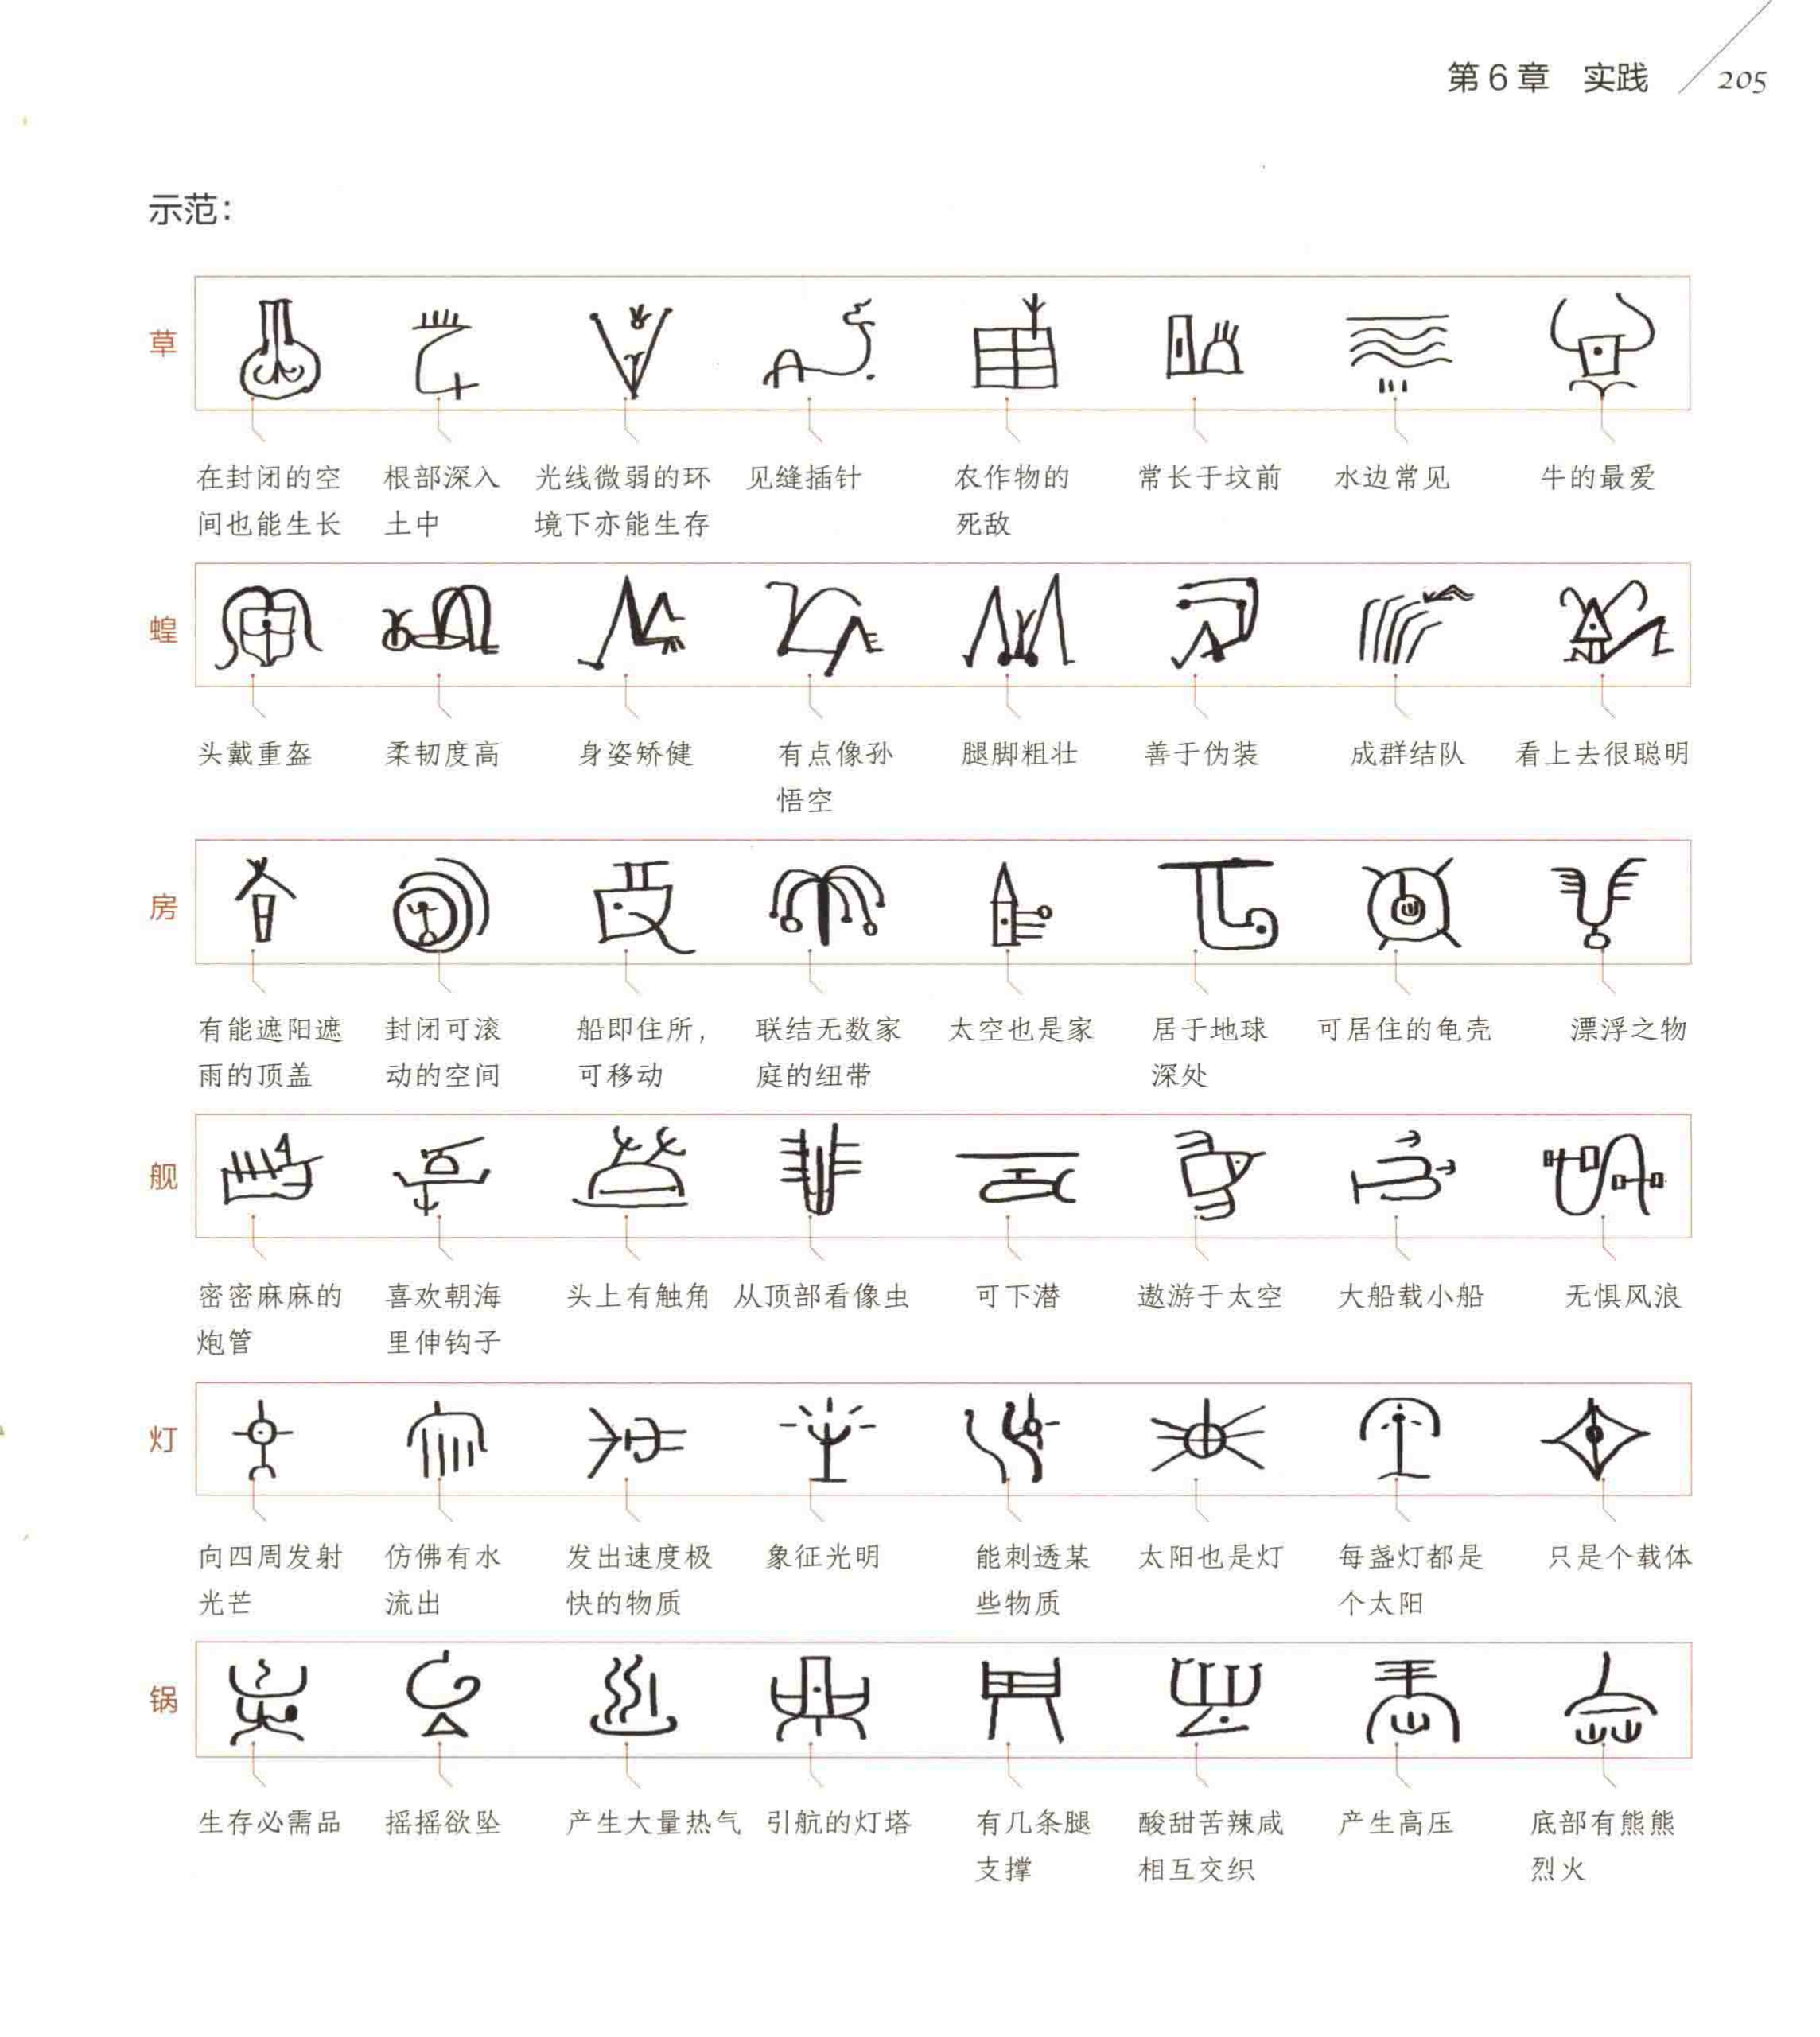 第6章 实践 205
示范：
草
在封闭的空 根部深入 光线微弱的环 见缝插针 农作物的 常长于坟前 水边常见 牛的最爱
间也能生长 土中 境下亦能生存 死敌
蝗
头戴重盔 柔韧度高 身姿矫健 有点像孙 腿脚粗壮 善于伪装 成群结队 看上去很聪明
悟空
房
有能遮阳遮 封闭可滚 船即住所， 联结无数家 太空也是家 居于地球 可居住的龟壳 漂浮之物
雨的顶盖 动的空间 可移动 庭的纽带 深处
舰
密密麻麻的 喜欢朝海 头上有触角 从顶部看像虫 可下潜 遨游于太空 大船载小船 无惧风浪
炮管 里伸钩子
灯
向四周发射 仿佛有水 发出速度极 象征光明 能刺透某 太阳也是灯 每盏灯都是 只是个载体
光芒 流出 快的物质 些物质 个太阳
锅
生存必需品 摇摇欲坠 产生大量热气 引航的灯塔 有几条腿 酸甜苦辣咸 产生高压 底部有熊熊
支撑 相互交织 烈火